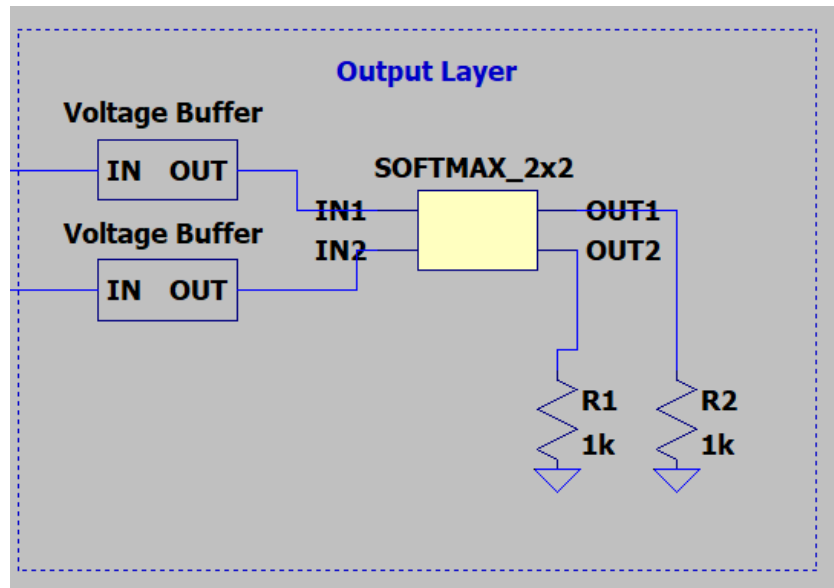 Output Layer
Voltage Buffer
IN OUT
SOFTMAX_2x2
IN1
OUT1
Voltage Buffer
IN2
OUT2
IN OUT
R1
1k
R2
1k